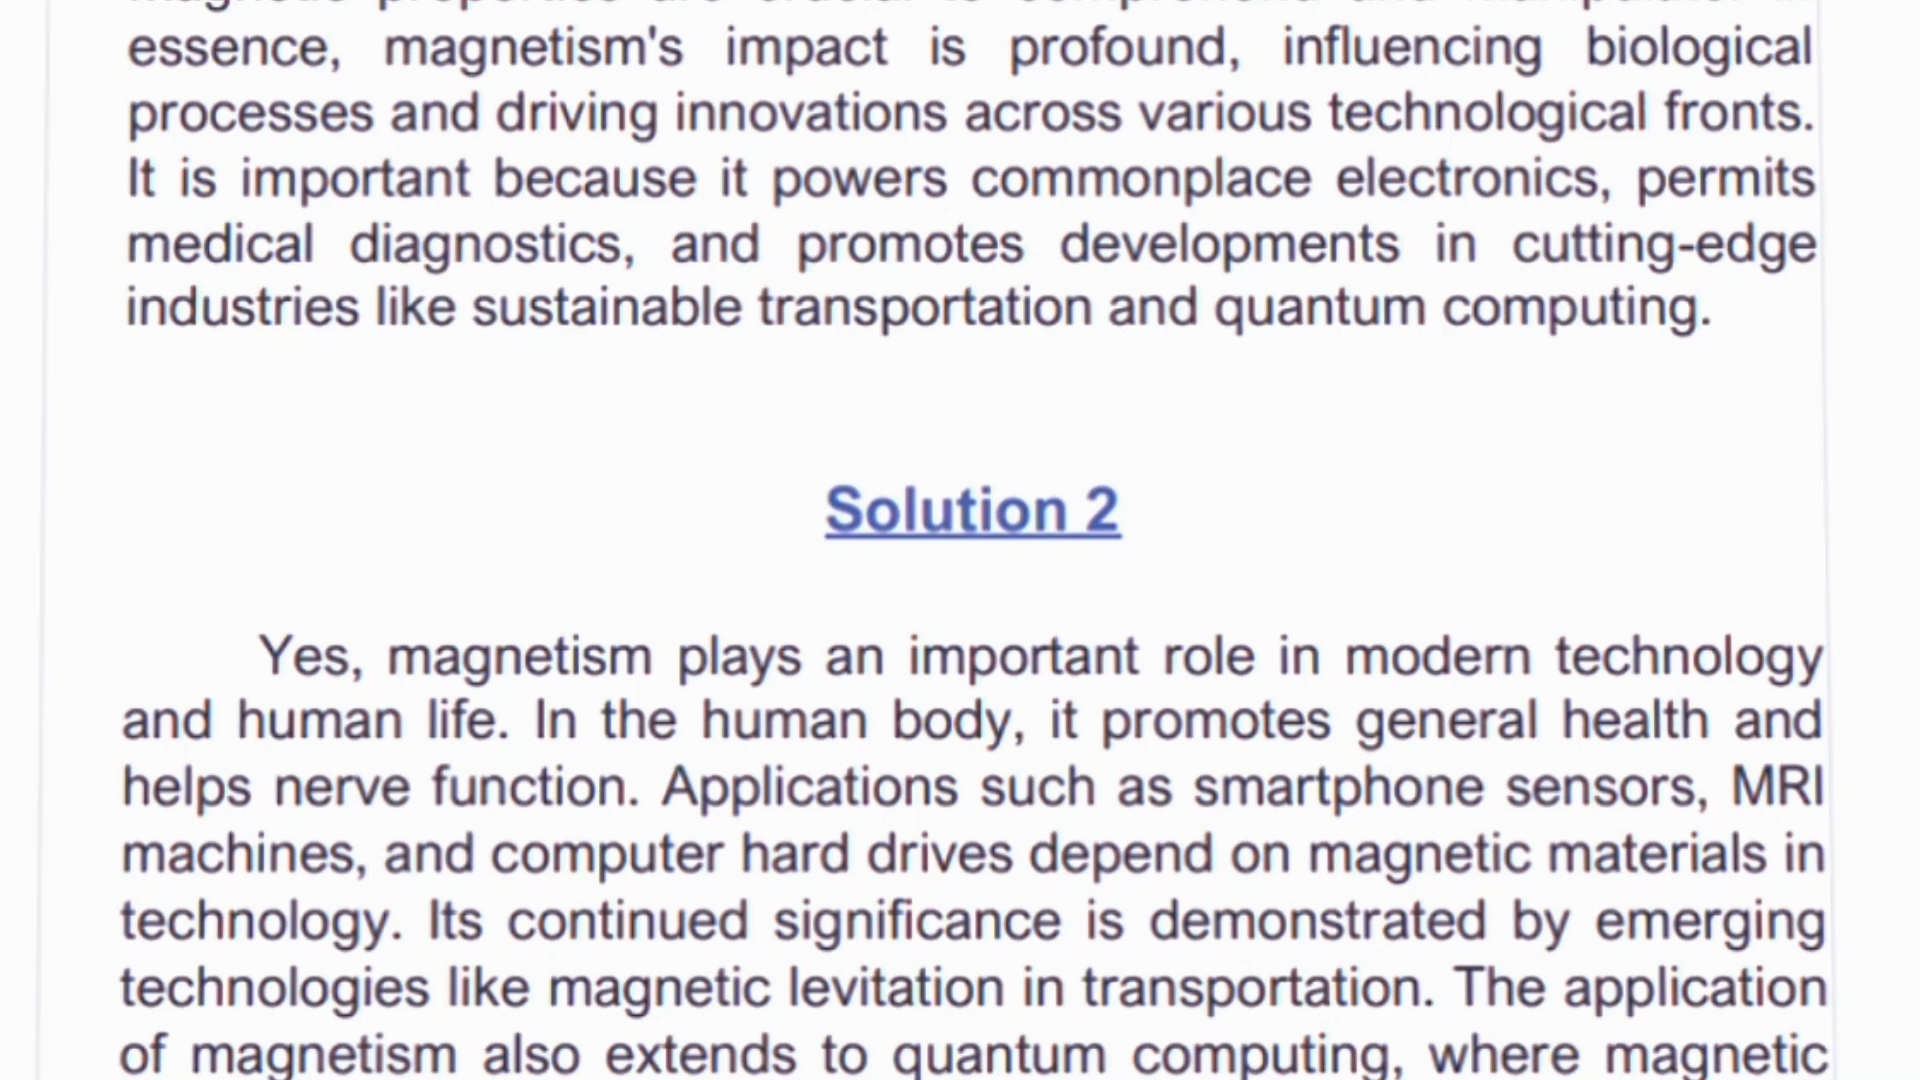 essence, magnetism's impact is profound, influencing biological
processes and driving innovations across various technological fronts.
It is important because it powers commonplace electronics, permits
medical diagnostics, and promotes developments in cutting-edge
industries like sustainable transportation and quantum computing.
Solution 2
Yes, magnetism plays an important role in modern technology
and human life. In the human body, it promotes general health and
helps nerve function. Applications such as smartphone sensors, MRI
machines, and computer hard drives depend on magnetic materials in
technology. Its continued significance is demonstrated by emerging
technologies like magnetic levitation in transportation. The application
of magnetism also extends to quantum computing, where magnetic